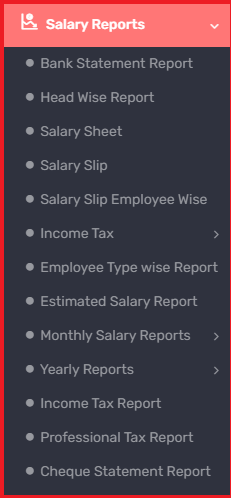 Salary Reports
Bank Statement Report
Head Wise Report
Salary Sheet
Salary Slip
Salary Slip Employee Wise
Income Tax
Employee Type wise Report
Estimated Salary Report
Monthly Salary Reports
Yearly Reports
Income Tax Report
Professional Tax Report
Cheque Statement Report